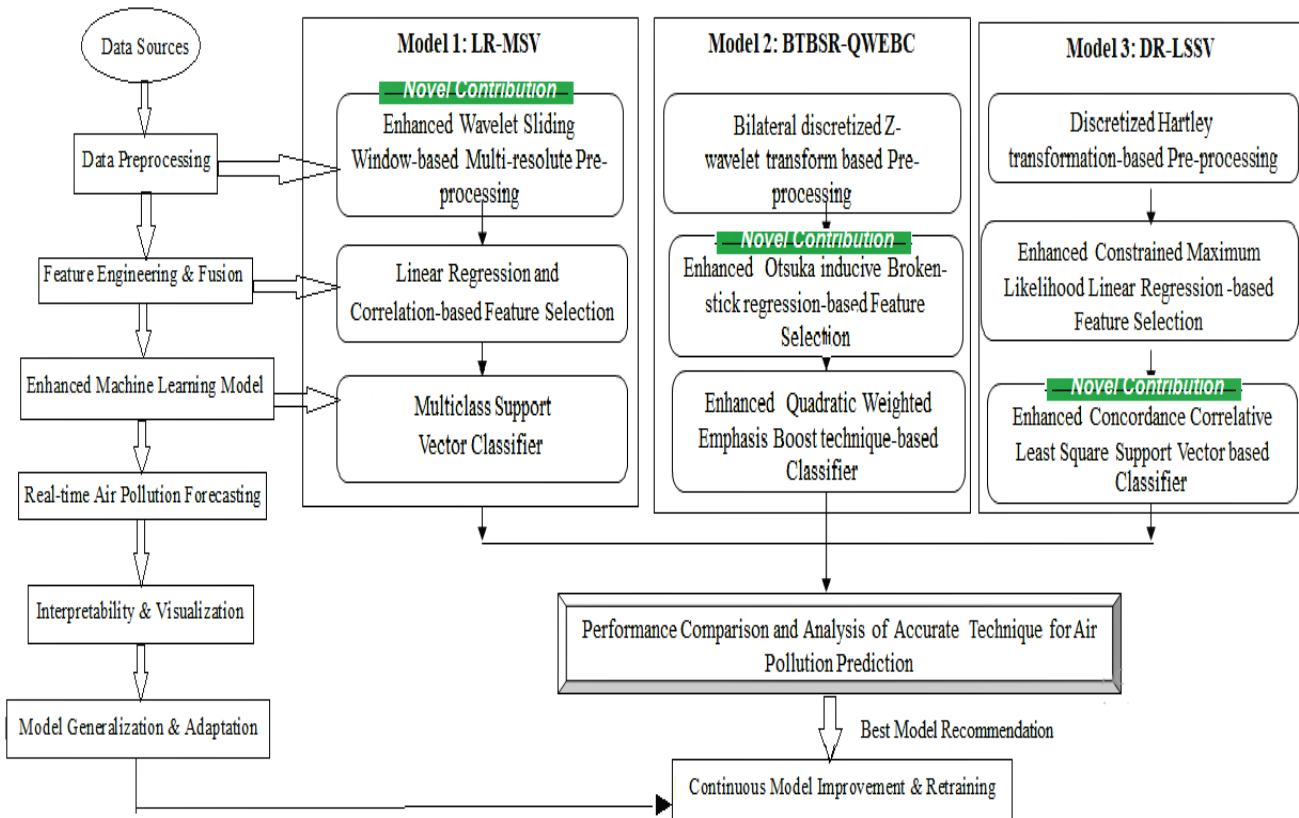 Data Sources
Data Preprocessing
Feature Engineering & Fusion
Enhanced Machine Learning Model
Real-time Air Pollution Forecasting
Interpretability & Visualization
Model Generalization & Adaptation
Model 1: LR-MSV
Novel Contribution
Enhanced Wavelet Sliding
Window-based Multi-resolute Pre-
processing
Linear Regression and
Correlation-based Feature Selection
Multiclass Support
Vector Classifier
Model 2: BTBSR-QWEBC
Bilateral discretized Z-
wavelet transform based Pre-
processing
Novel Contribution
Enhanced Otsuka inducive Broken-
stick regression-based Feature
Selection
Enhanced Quadratic Weighted
Emphasis Boost technique-based
Classifier
Model 3: DR-LSSV
Discretized Hartley
transformation-based Pre-processing
Enhanced Constrained Maximum
Likelihood Linear Regression -based
Feature Selection
Novel Contribution
Enhanced Concordance Correlative
Least Square Support Vector based
Classifier
Performance Comparison and Analysis of Accurate Technique for Air
Pollution Prediction
Best Model Recommendation
Continuous Model Improvement & Retraining